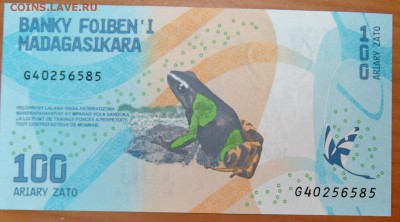 COINS.LAVE.RU
BANKY FOIBEN'I
MADAGASIKARA
G40256585
100
ARIARY ZATO
100
ARIARY ZATO
G40256585